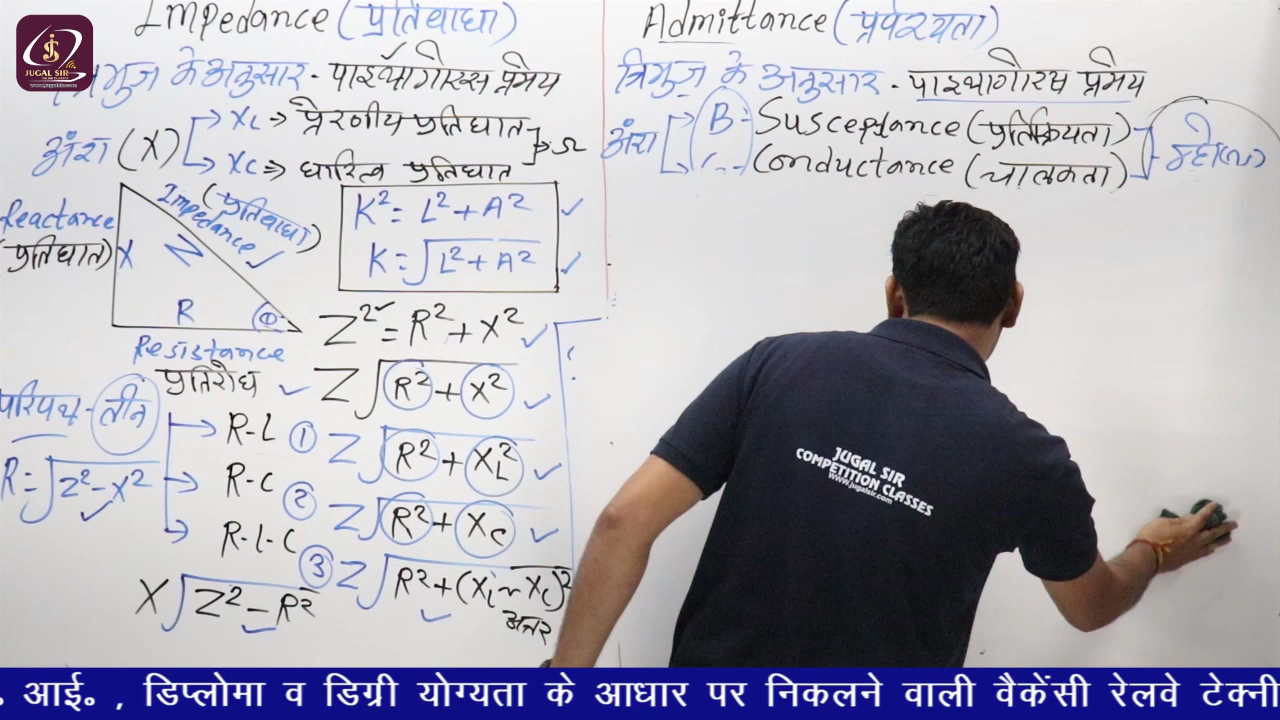 JUGAL SIR
www.jugalsir.com
Impedance (प्रतिबाधा)
त्रिभुज के अनुसार - पाइथागोरस प्रमेय
अंश (X)
XL ⇒ प्रेरणीय प्रतिघात
XC ⇒ धारित्व प्रतिघात
Ω
Reactance
(प्रतिघात)
X
Impedance
(प्रतिबाधा)
Z
R
Resistance
प्रतिरोध
K² = L² + A²
K = √L² + A²
Z² = R² + X²
Z √R² + X²
परिपथ - तीन
R-L
R-C
R-L-C
① Z √R² + XL²
② Z √R² + XC
③ Z √R² + (XL ~ XC)²
अन्तर
R = √Z² - X²
X √Z² - R²
Admittance
त्रिभुज के अनुसार - पाइथागोरस प्रमेय
अंश
B : Susceptance (प्रतिक्रियता)
Conductance (चालकता)
JUGAL SIR
COMPETITION CLASSES
www.jugalsir.com
आई॰ , डिप्लोमा व डिग्री योग्यता के आधार पर निकलने वाली वैकेंसी रेलवे टेक्नी